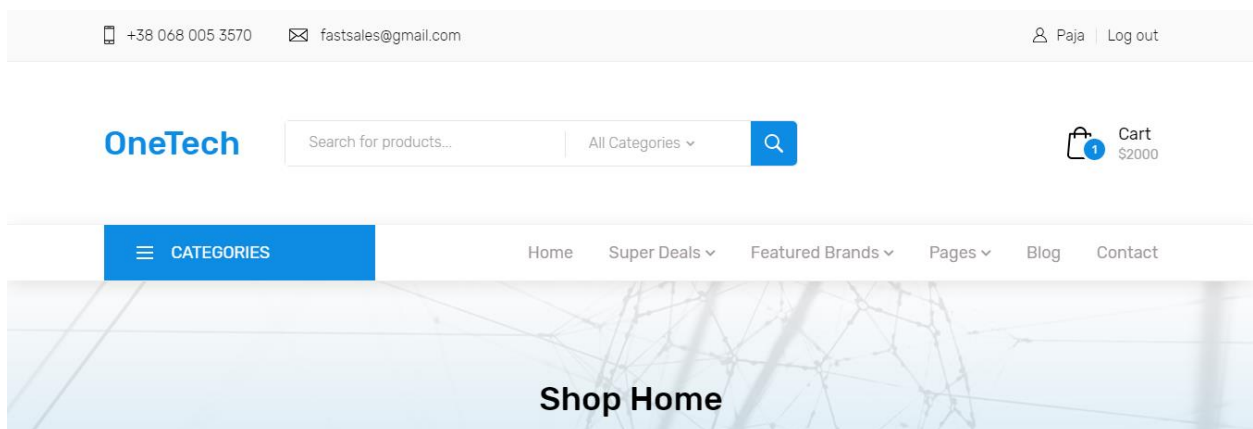 +38 068 005 3570 fastsales@gmail.com Paja Log out
OneTech Search for products... All Categories 1 Cart
$2000
CATEGORIES Home Super Deals Featured Brands Pages Blog Contact
Shop Home